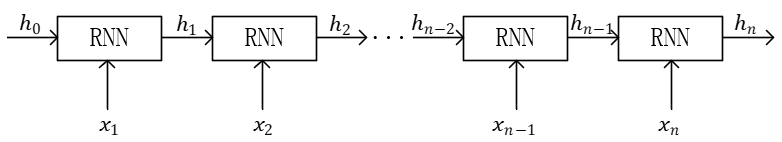 h₀ RNN h₁ RNN h₂ ··· hₙ₋₂ RNN hₙ₋₁ RNN hₙ
x₁ x₂ xₙ₋₁ xₙ